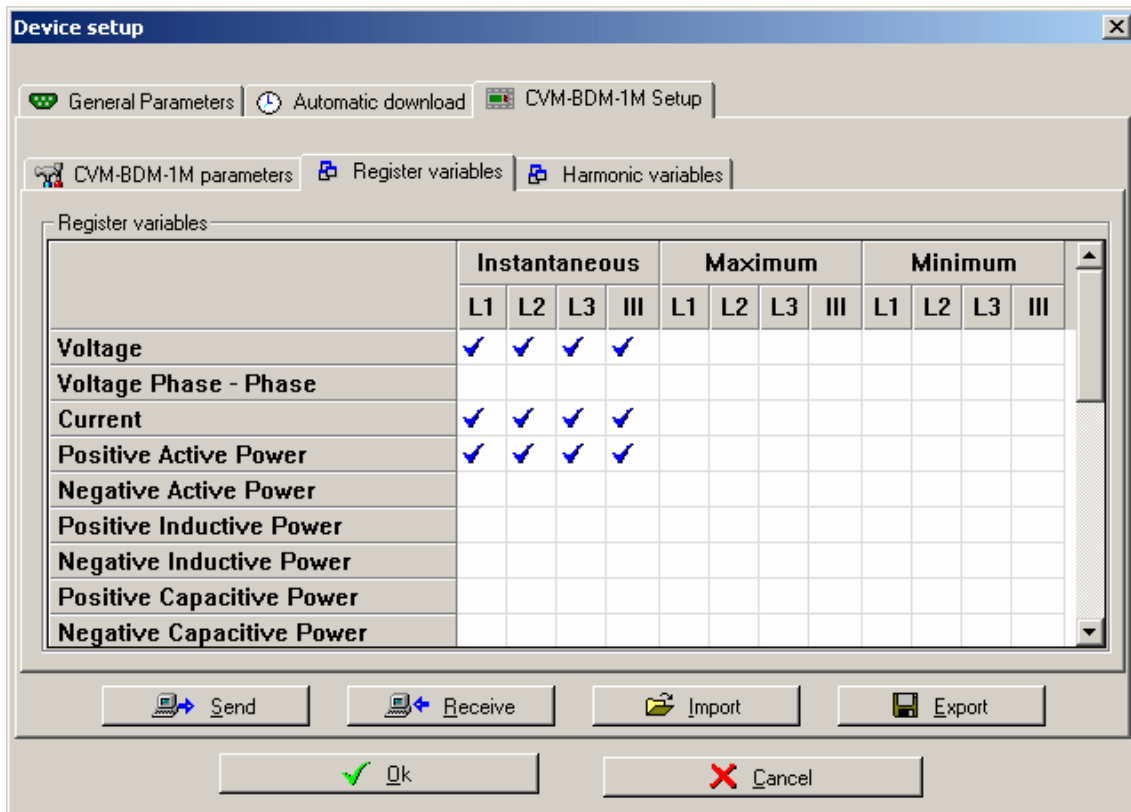 Device setup
General Parameters Automatic download CVM-BDM-1M Setup
CVM-BDM-1M parameters Register variables Harmonic variables
Register variables
Instantaneous Maximum Minimum
L1 L2 L3 III L1 L2 L3 III L1 L2 L3 III
Voltage
Voltage Phase - Phase
Current
Positive Active Power
Negative Active Power
Positive Inductive Power
Negative Inductive Power
Positive Capacitive Power
Negative Capacitive Power
Send Receive Import Export
Ok Cancel